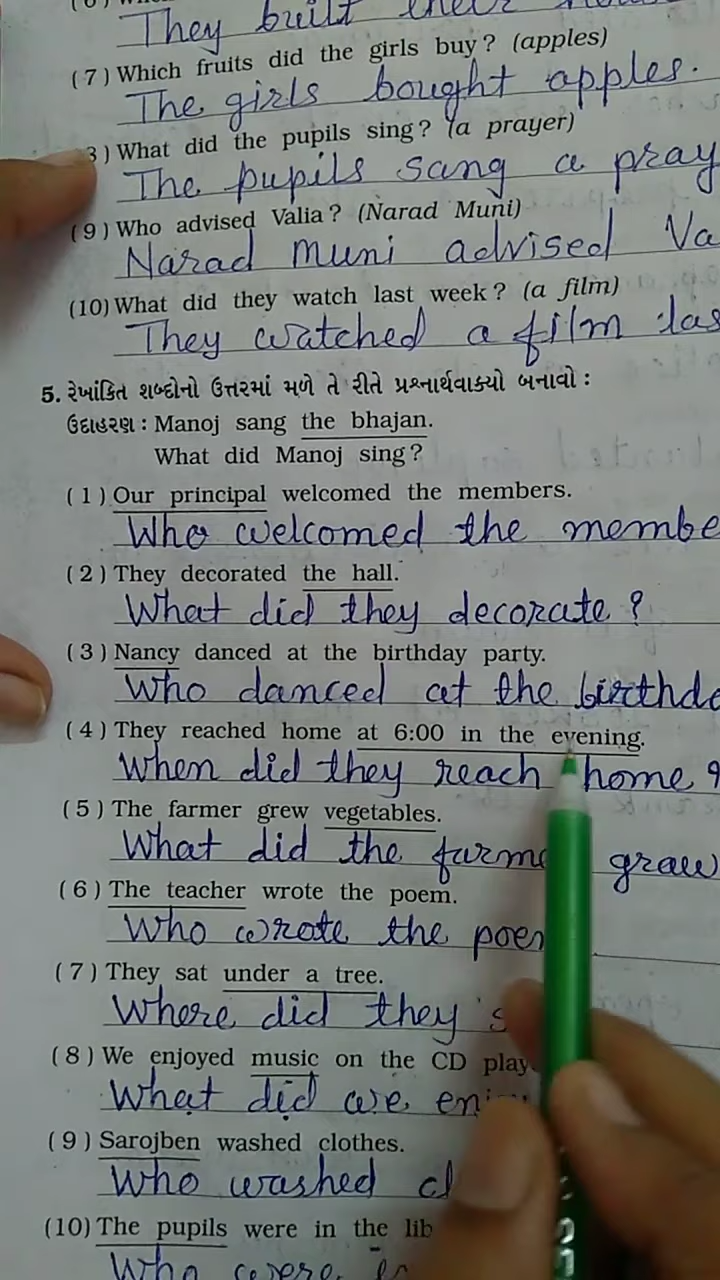 They built their
(7) Which fruits did the girls buy? (apples)
The girls bought apples.
3) What did the pupils sing? (a prayer)
The pupils sang a pray
(9) Who advised Valia? (Narad Muni)
Narad muni advised Va
(10) What did they watch last week? (a film)
They watched a film las
5. રેખાંકિત શબ્દોનો ઉત્તરમાં મળે તે રીતે પ્રશ્નાર્થવાક્યો બનાવો :
ઉદાહરણ : Manoj sang the bhajan.
What did Manoj sing?
(1) Our principal welcomed the members.
Who welcomed the membe
(2) They decorated the hall.
What did they decorate?
(3) Nancy danced at the birthday party.
Who danced at the birthda
(4) They reached home at 6:00 in the evening.
When did they reach home?
(5) The farmer grew vegetables.
What did the farme graw
(6) The teacher wrote the poem.
Who wrote the poem
(7) They sat under a tree.
Where did they s
(8) We enjoyed music on the CD play
What did we en
(9) Sarojben washed clothes.
Who washed cl
(10) The pupils were in the lib
Who were in